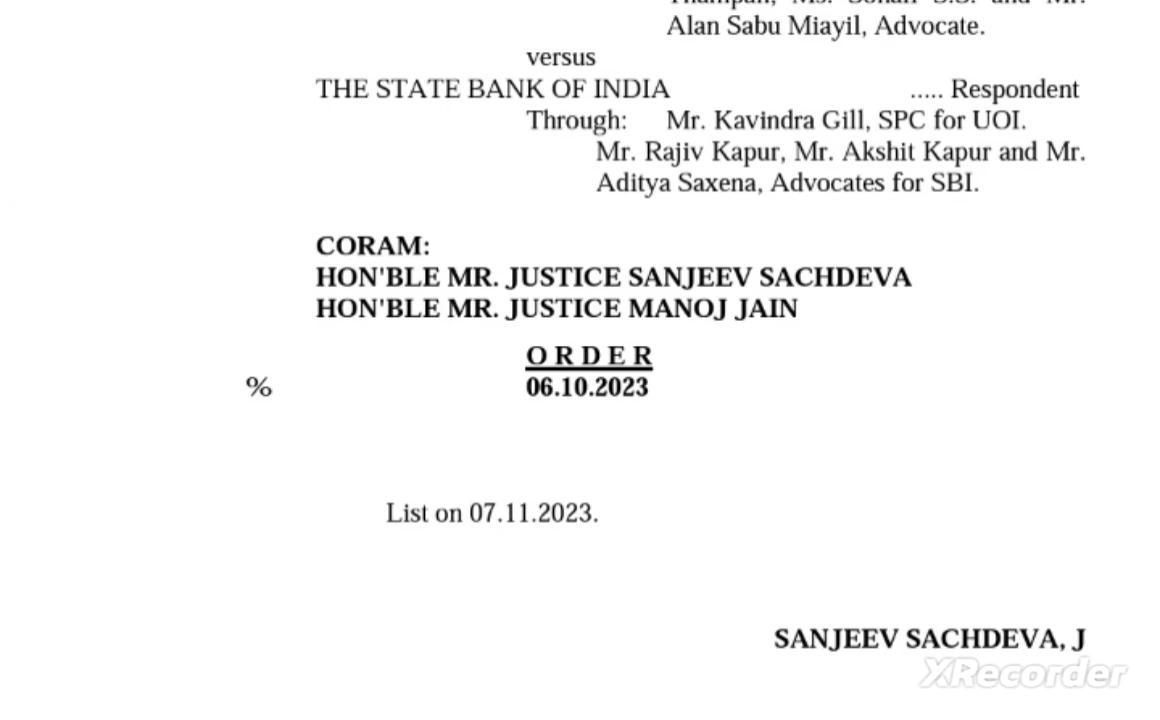 Alan Sabu Miayil, Advocate.
versus
THE STATE BANK OF INDIA ..... Respondent
Through: Mr. Kavindra Gill, SPC for UOI.
Mr. Rajiv Kapur, Mr. Akshit Kapur and Mr.
Aditya Saxena, Advocates for SBI.
CORAM:
HON'BLE MR. JUSTICE SANJEEV SACHDEVA
HON'BLE MR. JUSTICE MANOJ JAIN
O R D E R
% 06.10.2023
List on 07.11.2023.
SANJEEV SACHDEVA, J
XRecorder